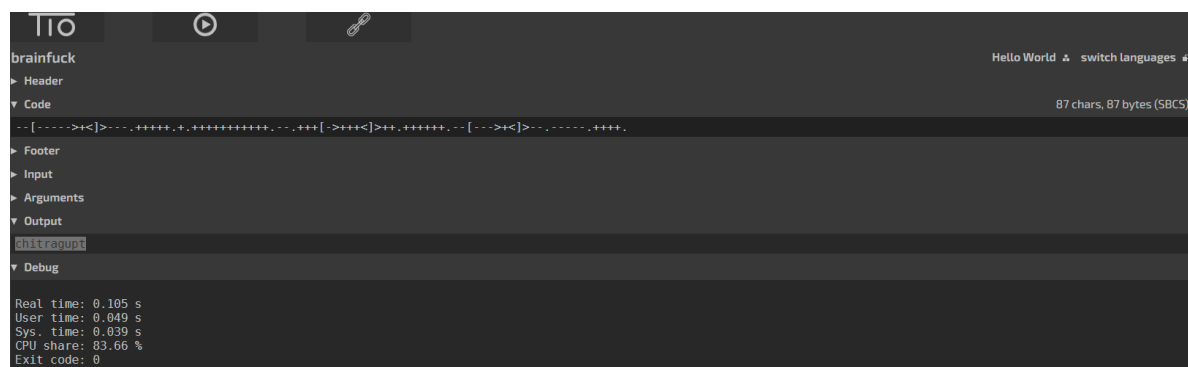 TIO
brainfuck
Hello World switch languages
Header
Code 87 chars, 87 bytes (SBCS)
--[----->+<]>---.+++++.+.+++++++++++.--.+++[->+++<]>++.++++++.--[--->+<]>--.-----.++++.
Footer
Input
Arguments
Output
chitragupt
Debug
Real time: 0.105 s
User time: 0.049 s
Sys. time: 0.039 s
CPU share: 83.66 %
Exit code: 0